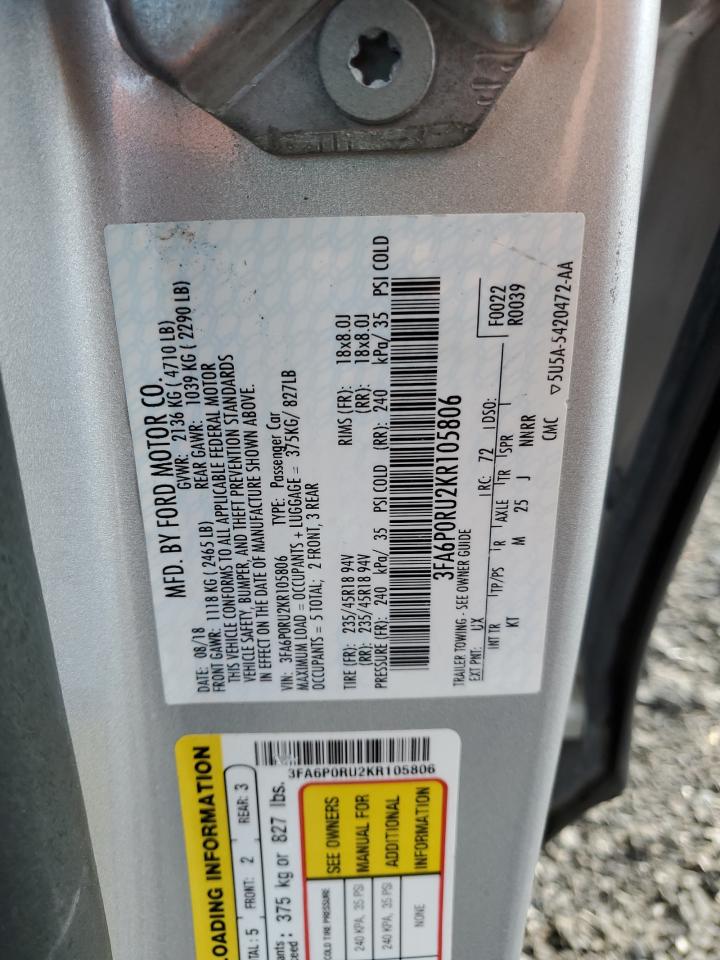 MFD. BY FORD MOTOR CO.
DATE: 08/18 GVWR: 2136 KG ( 4710 LB)
FRONT GAWR: 1118 KG ( 2465 LB) REAR GAWR: 1039 KG ( 2290 LB)
THIS VEHICLE CONFORMS TO ALL APPLICABLE FEDERAL MOTOR
VEHICLE SAFETY, BUMPER, AND THEFT PREVENTION STANDARDS
IN EFFECT ON THE DATE OF MANUFACTURE SHOWN ABOVE.
VIN: 3FA6P0RU2KR105806 TYPE: Passenger Car
MAXIMUM LOAD = OCCUPANTS + LUGGAGE = 375KG/ 827LB
OCCUPANTS = 5 TOTAL; 2 FRONT, 3 REAR
TIRE (FR): 235/45R18 94V RIMS (FR): 18x8.0J
(RR): 235/45R18 94V (RR): 18x8.0J
PRESSURE (FR): 240 kPa/ 35 PSI COLD (RR): 240 kPa/ 35 PSI COLD
3FA6P0RU2KR105806
TRAILER TOWING - SEE OWNER GUIDE
EXT PNT: UX RC: 72 DSO: F0022
R0039
INT TR TP/PS R AXLE TR SPR
KT M 25 J NNRR
CMC ▽5U5A-5420472-AA
3FA6P0RU2KR105806
LOADING INFORMATION
TAL: 5 FRONT: 2 REAR: 3
ceed: 375 kg or 827 lbs.
COLD TIRE PRESSURE SEE OWNERS
MANUAL FOR
ADDITIONAL
INFORMATION
240 KPA, 35 PSI
240 KPA, 35 PSI
NONE